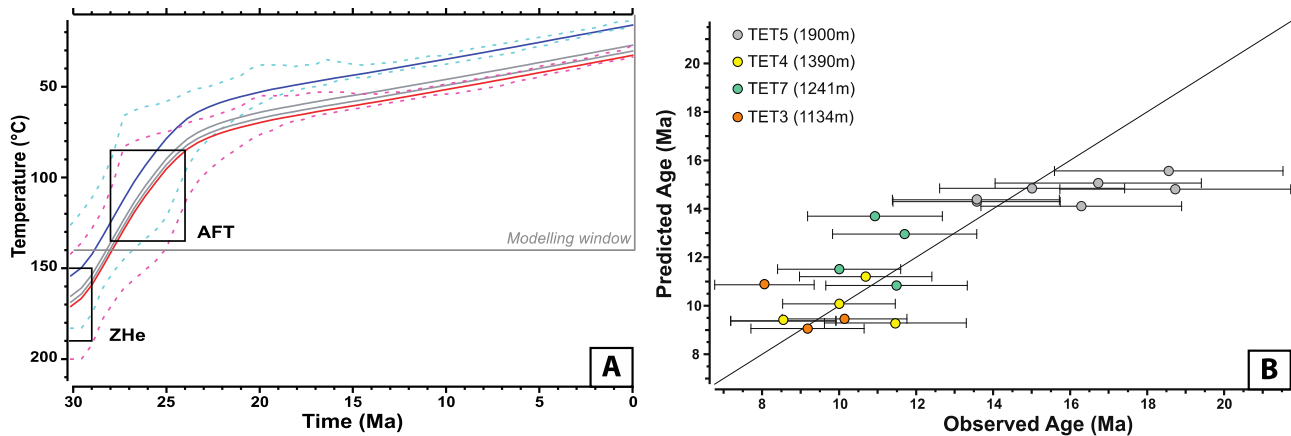 50
100
150
200
Temperature (°C)
AFT
ZHe
Modelling window
A
30 25 20 15 10 5 0
Time (Ma)
TET5 (1900m)
TET4 (1390m)
TET7 (1241m)
TET3 (1134m)
20
18
16
14
12
10
8
Predicted Age (Ma)
B
8 10 12 14 16 18 20
Observed Age (Ma)